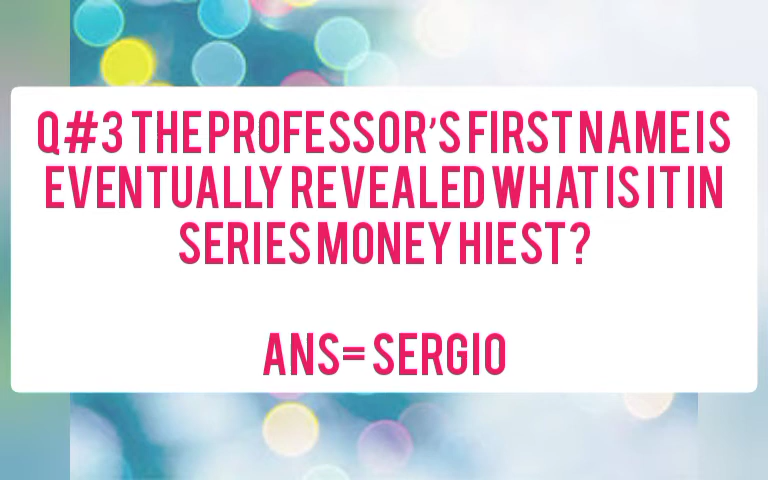 Q#3 THE PROFESSOR'S FIRST NAME IS
EVENTUALLY REVEALED WHAT IS IT IN
SERIES MONEY HIEST?
ANS= SERGIO